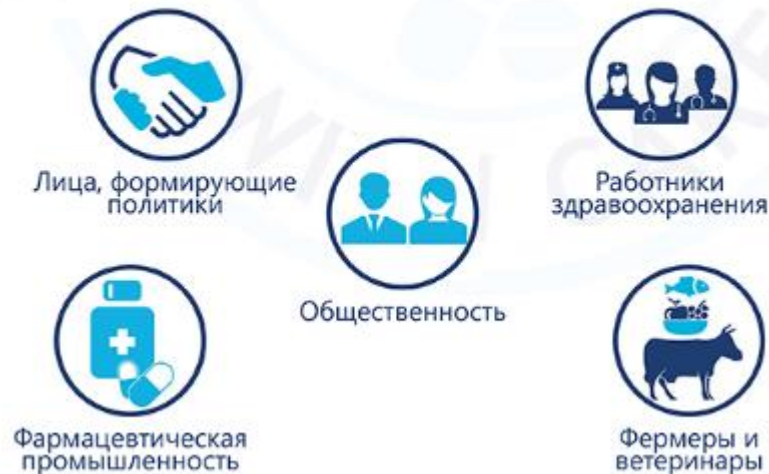 Лица, формирующие
политики
Работники
здравоохранения
Общественность
Фармацевтическая
промышленность
Фермеры и
ветеринары